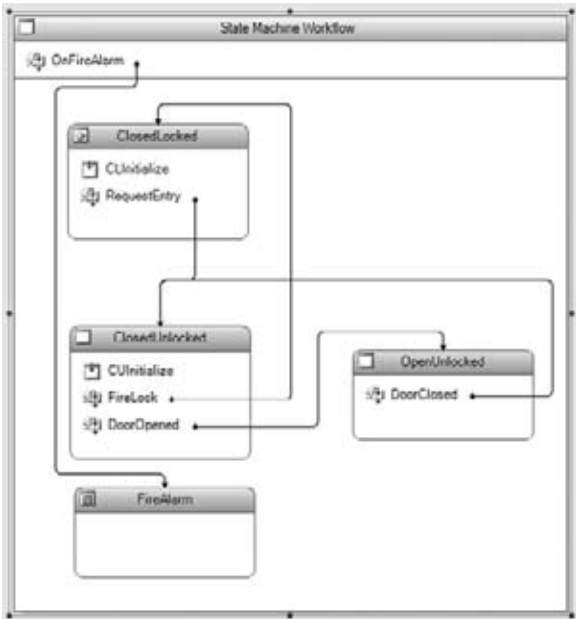 State Machine Workflow
OnFireAlarm
ClosedLocked
CUInitialize
RequestEntry
ClosedUnlocked
CUInitialize
FireLock
DoorOpened
OpenUnlocked
DoorClosed
FireAlarm